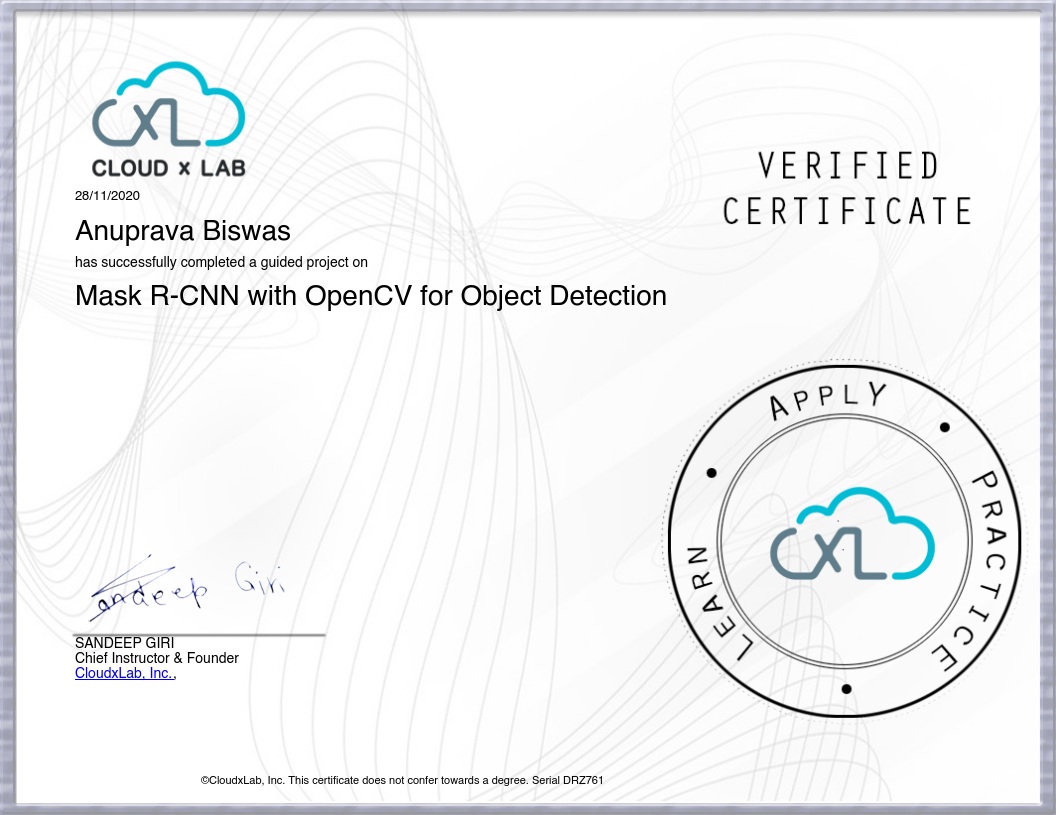 CXL
CLOUD x LAB
28/11/2020
VERIFIED
CERTIFICATE
Anuprava Biswas
has successfully completed a guided project on
Mask R-CNN with OpenCV for Object Detection
APPLY • PRACTICE • LEARN •
CXL
Sandeep Giri
SANDEEP GIRI
Chief Instructor & Founder
CloudxLab, Inc.,
©CloudxLab, Inc. This certificate does not confer towards a degree. Serial DRZ761